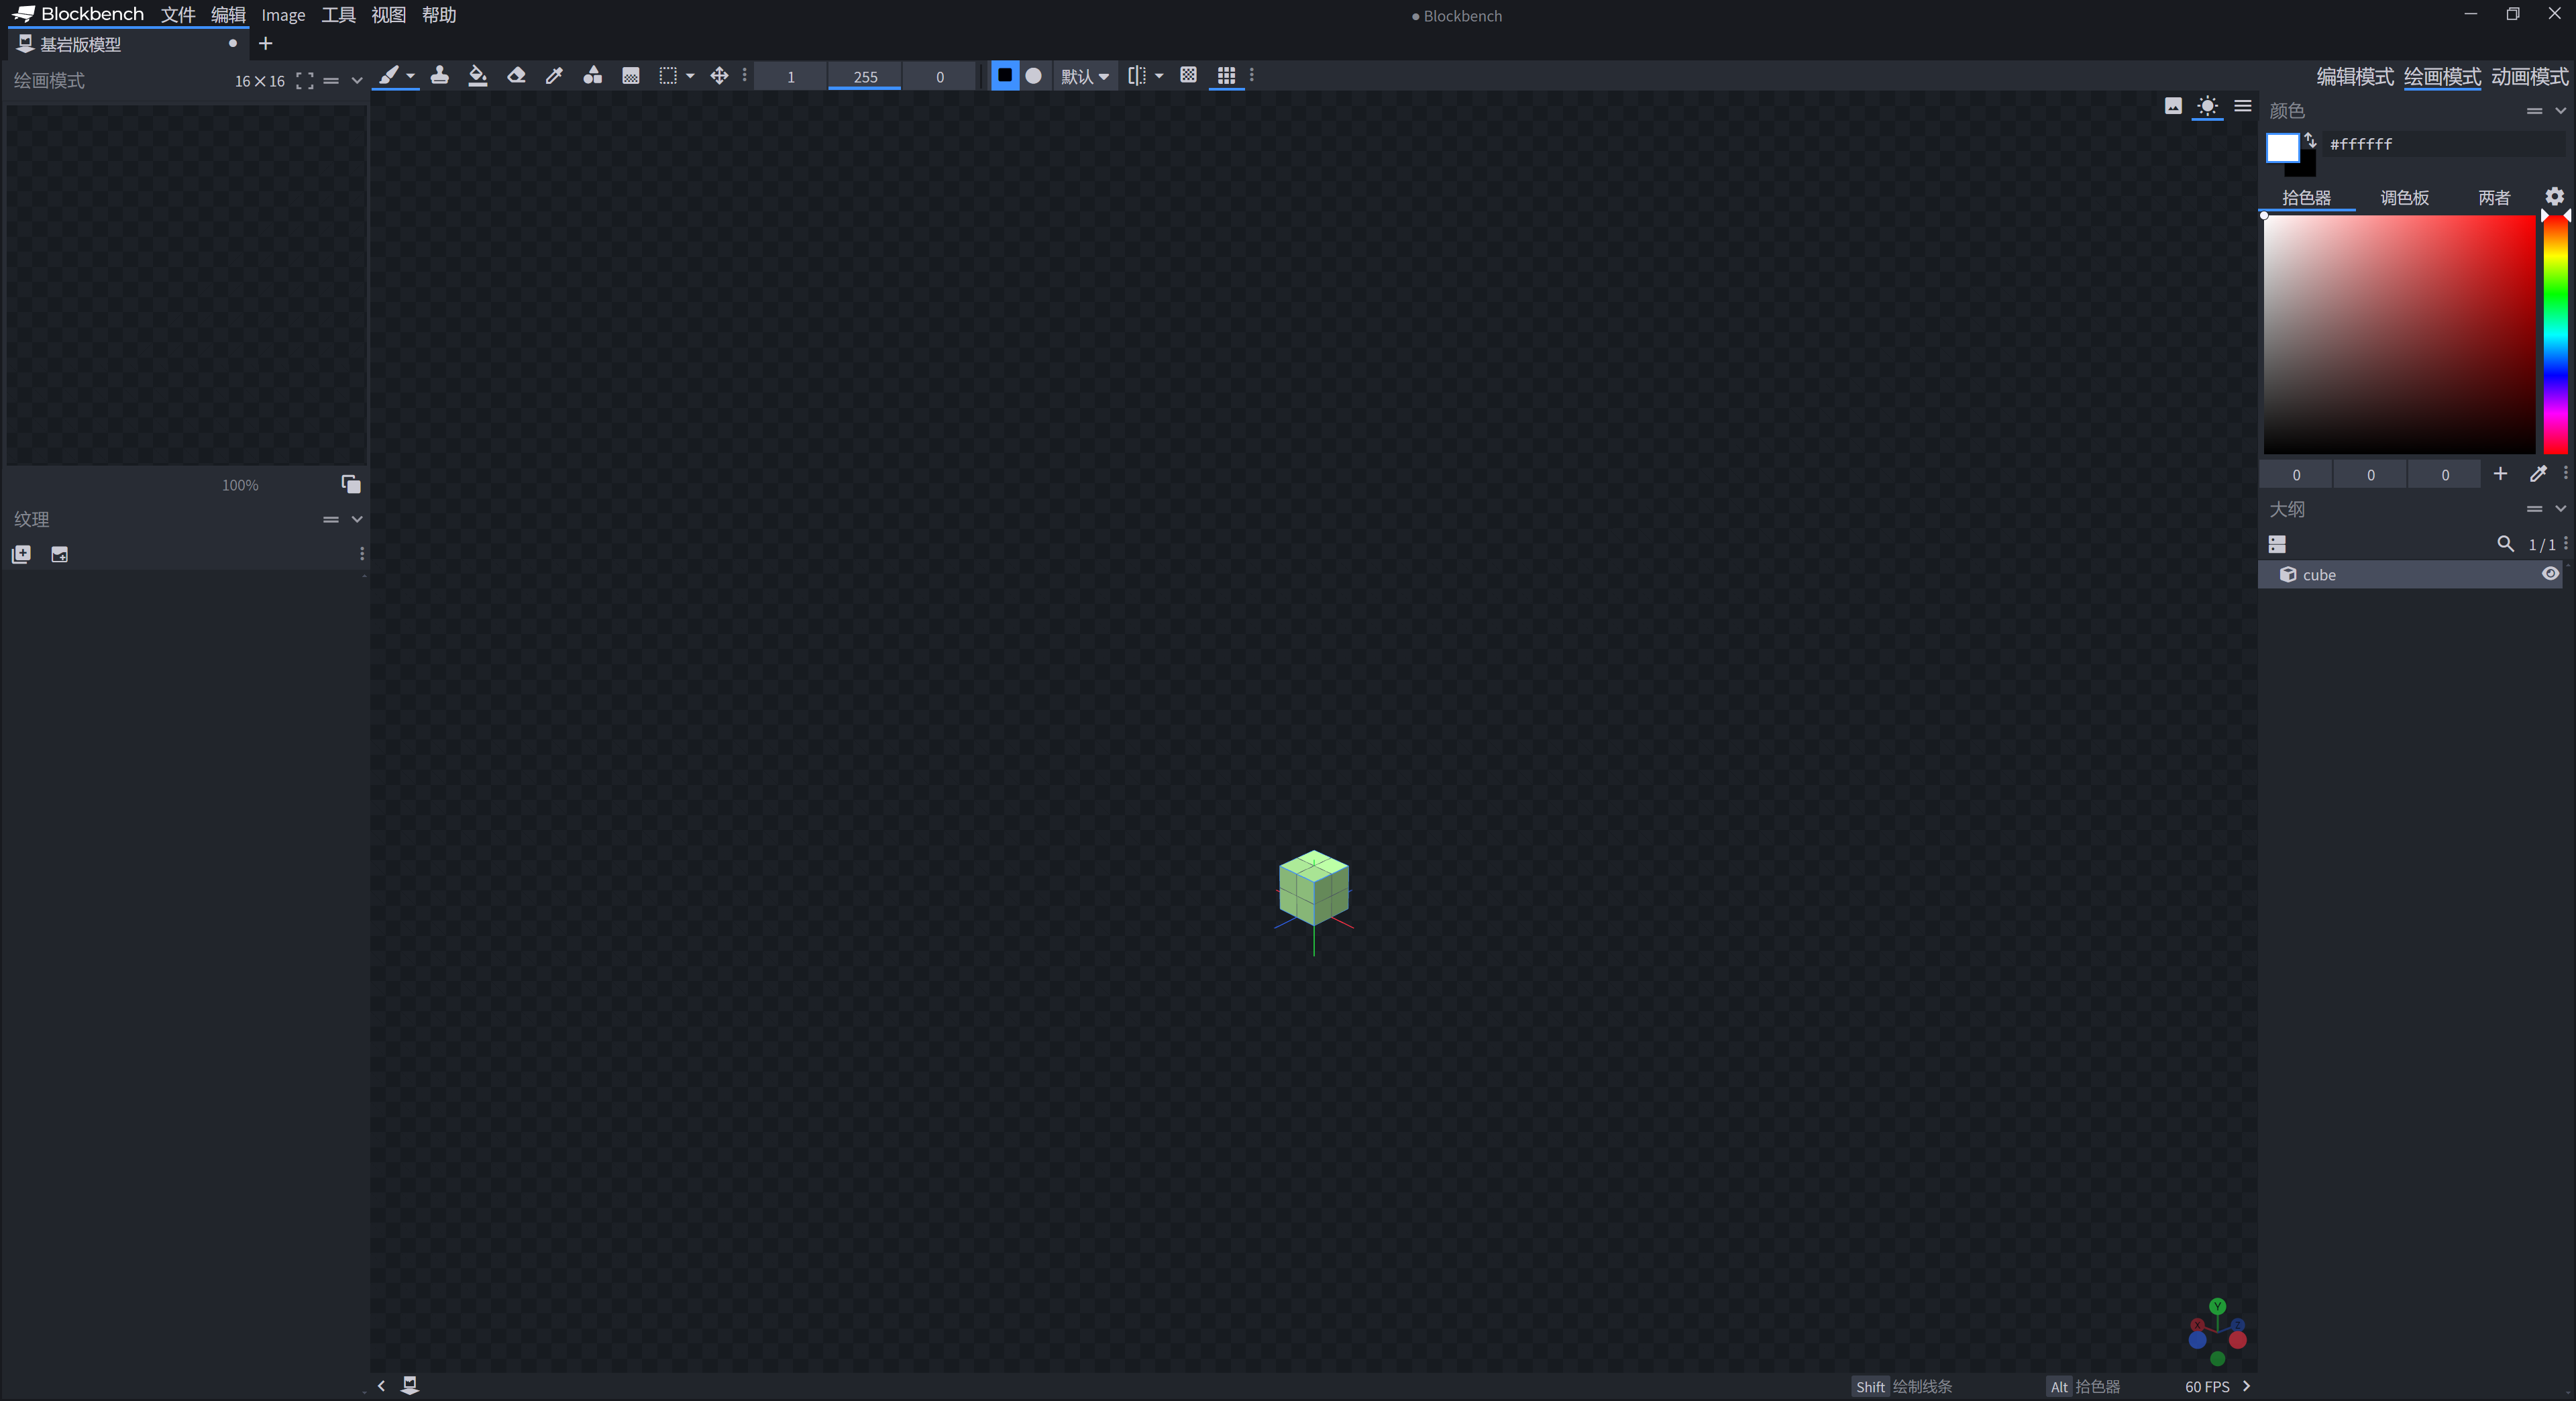 Blockbench 文件 编辑 Image 工具 视图 帮助
Blockbench
基岩版模型
绘画模式 16×16
1 255 0 默认
编辑模式 绘画模式 动画模式
颜色
#ffffff
拾色器 调色板 两者
0 0 0
100%
纹理
大纲
1 / 1
cube
Y
X
Z
Shift 绘制线条 Alt 拾色器 60 FPS